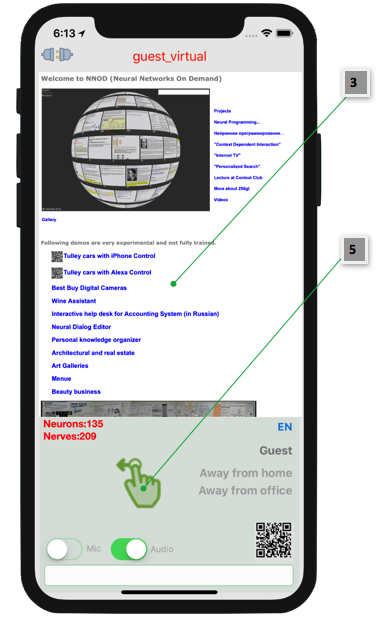 6:13
guest_virtual
Welcome to NNOD (Neural Networks On Demand)
3
Projects
Neural Programming...
Нейронное программирование...
"Context Dependent Interaction"
"Internet TV"
"Personalized Search"
Lecture at Context Club
More about 256gl
Videos
Gallery
Following demos are very experimental and not fully trained.
5
Tulley cars with iPhone Control
Tulley cars with Alexa Control
Best Buy Digital Cameras
Wine Assistant
Interactive help desk for Accounting System (in Russian)
Neural Dialog Editor
Personal knowledge organizer
Architectural and real estate
Art Galleries
Menue
Beauty business
Neurons:135
EN
Nerves:209
Guest
Away from home
Away from office
Mic
Audio